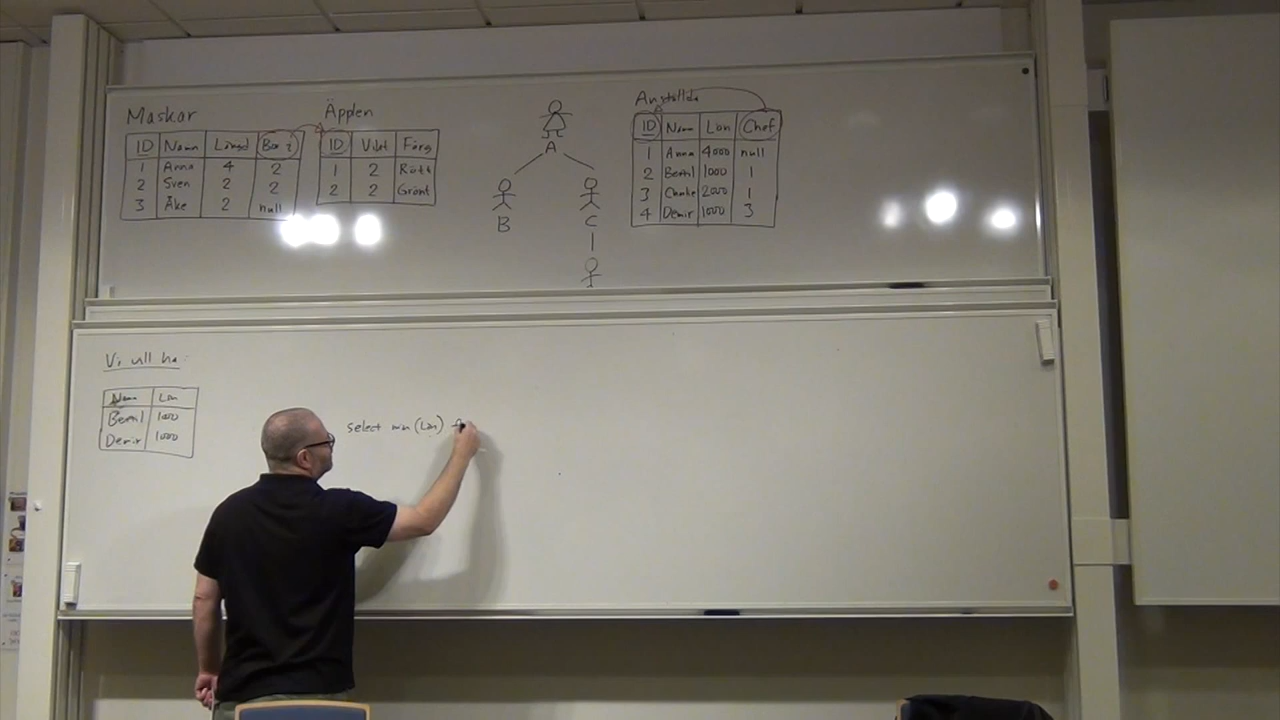 Maskar
ID Namn Längd Bor i
1 Anna 4 2
2 Sven 2 2
3 Åke 2 null
Äpplen
ID Vikt Färg
1 2 Rött
2 2 Grönt
A
B
C
Anställda
ID Namn Lön Chef
1 Anna 4000 null
2 Bertil 1000 1
3 2000 1
4 Demir 1000 3
Vi vill ha:
Namn Lön
Bertil 1000
Demir 1000
select min(Lön)